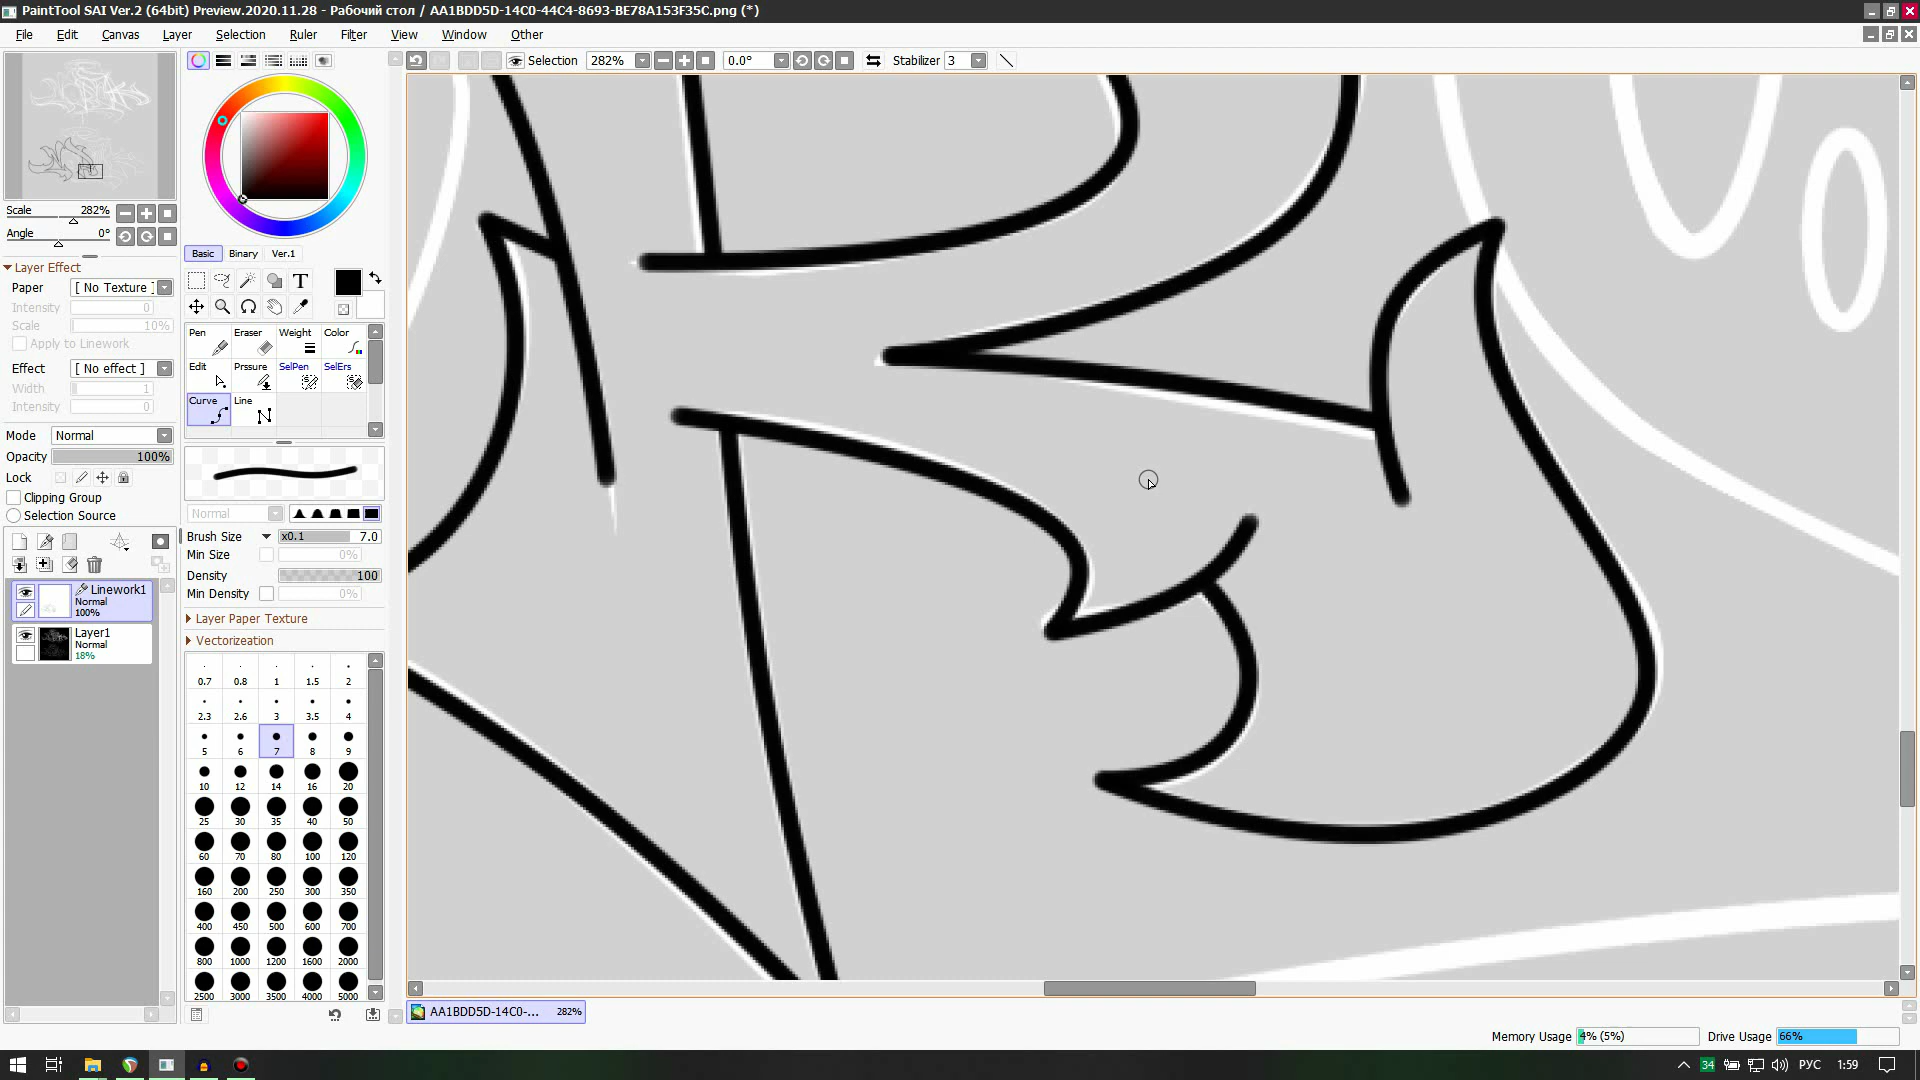 PaintTool SAI Ver.2 (64bit) Preview.2020.11.28 - Рабочий стол / AA1BDD5D-14C0-44C4-8693-BE78A153F35C.png (*)
File Edit Canvas Layer Selection Ruler Filter View Window Other
Selection 282% 0.0° Stabilizer 3
Scale 282%
Angle 0°
Layer Effect
Paper [ No Texture ]
Intensity 0
Scale 10%
Apply to Linework
Effect [ No effect ]
Width 1
Intensity 0
Mode Normal
Opacity 100%
Lock
Clipping Group
Selection Source
Linework1
Normal
100%
Layer1
Normal
18%
Basic Binary Ver.1
T
Pen Eraser Weight Color
Edit Prssure SelPen SelErs
Curve Line
Normal
Brush Size x0.1 7.0
Min Size 0%
Density 100
Min Density 0%
Layer Paper Texture
Vectorizeation
0.7 0.8 1 1.5 2
2.3 2.6 3 3.5 4
5 6 7 8 9
10 12 14 16 20
25 30 35 40 50
60 70 80 100 120
160 200 250 300 350
400 450 500 600 700
800 1000 1200 1600 2000
2500 3000 3500 4000 5000
AA1BDD5D-14C0-... 282%
Memory Usage 4% (5%) Drive Usage 66%
34 РУС 1:59